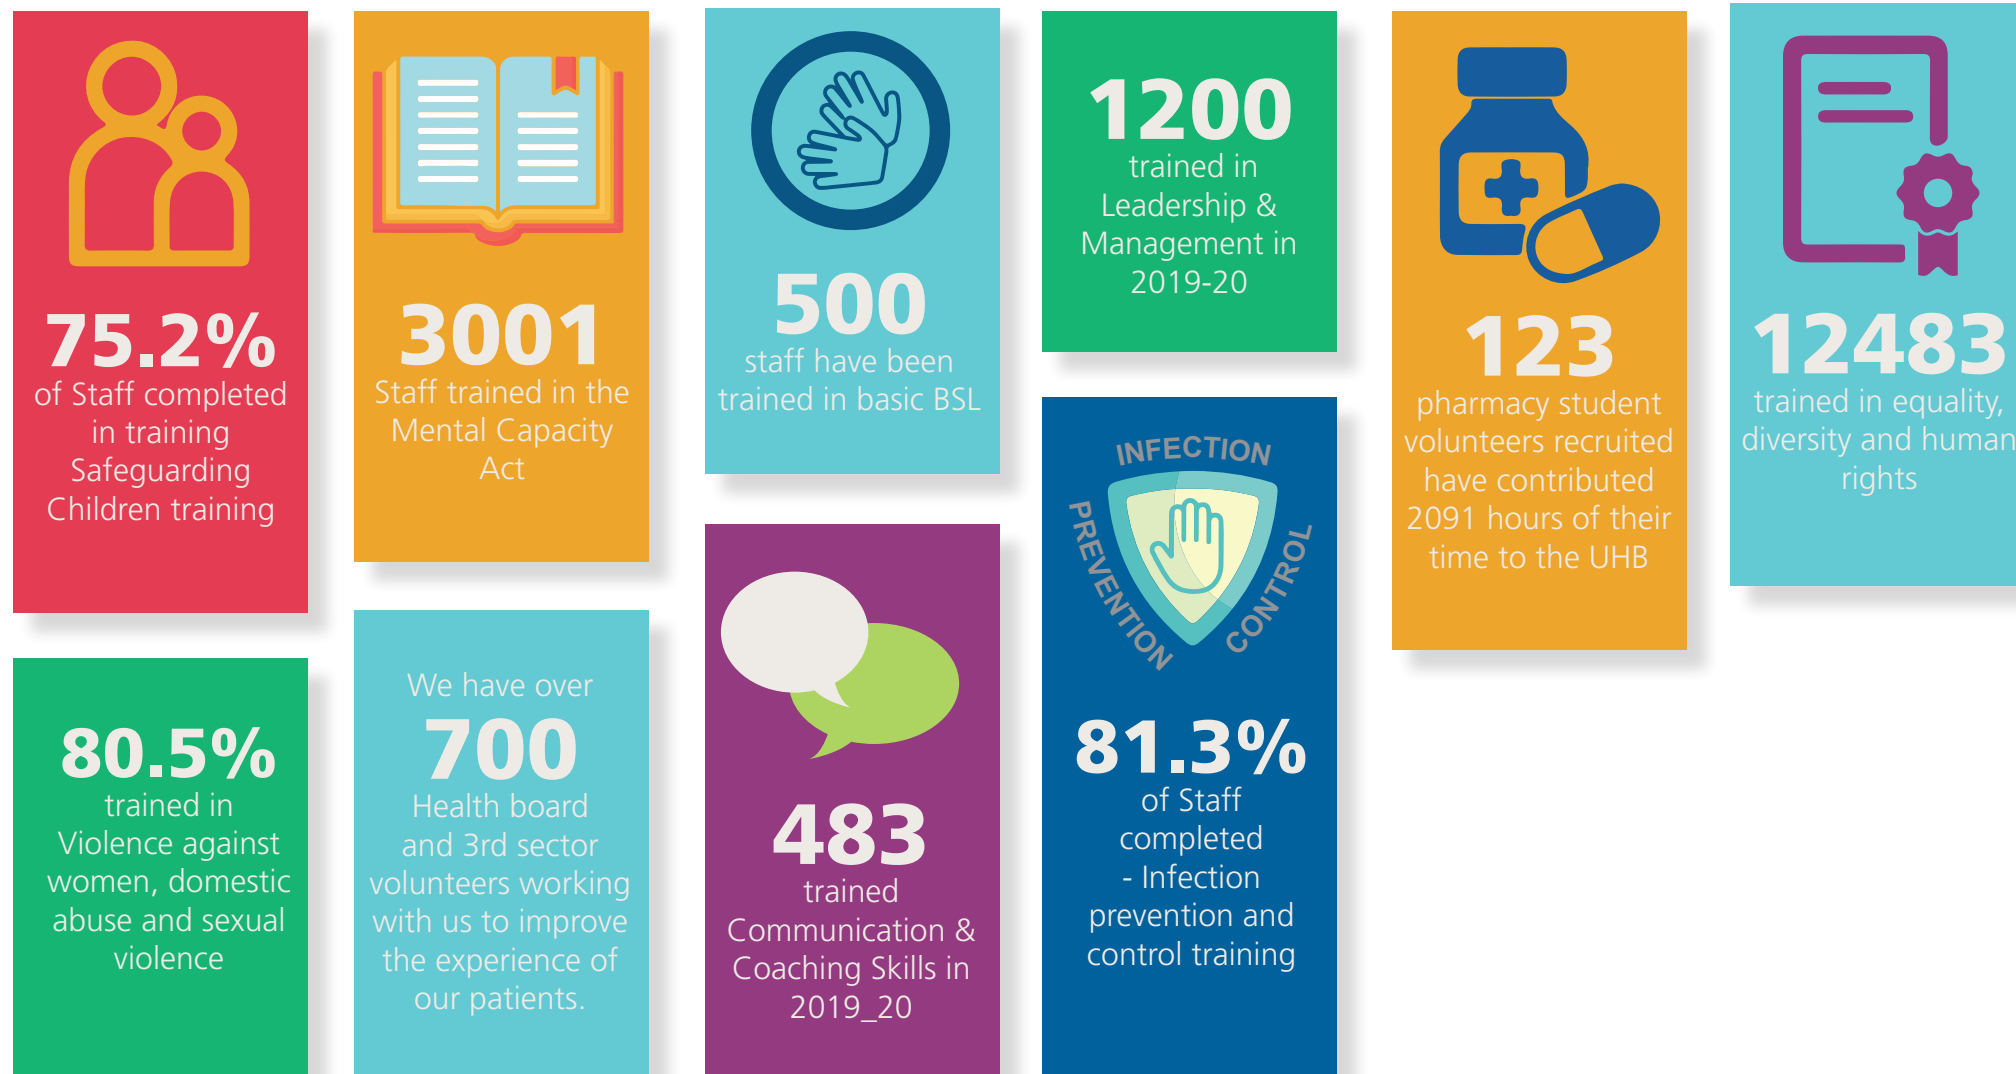 75.2%
of Staff completed
in training
Safeguarding
Children training
80.5%
trained in
Violence against
women, domestic
abuse and sexual
violence
3001
Staff trained in the
Mental Capacity
Act
We have over
700
Health board
and 3rd sector
volunteers working
with us to improve
the experience of
our patients.
500
staff have been
trained in basic BSL
483
trained
Communication &
Coaching Skills in
2019_20
1200
trained in
Leadership &
Management in
2019-20
INFECTION
PREVENTION
CONTROL
81.3%
of Staff
completed
- Infection
prevention and
control training
123
pharmacy student
volunteers recruited
have contributed
2091 hours of their
time to the UHB
12483
trained in equality,
diversity and human
rights